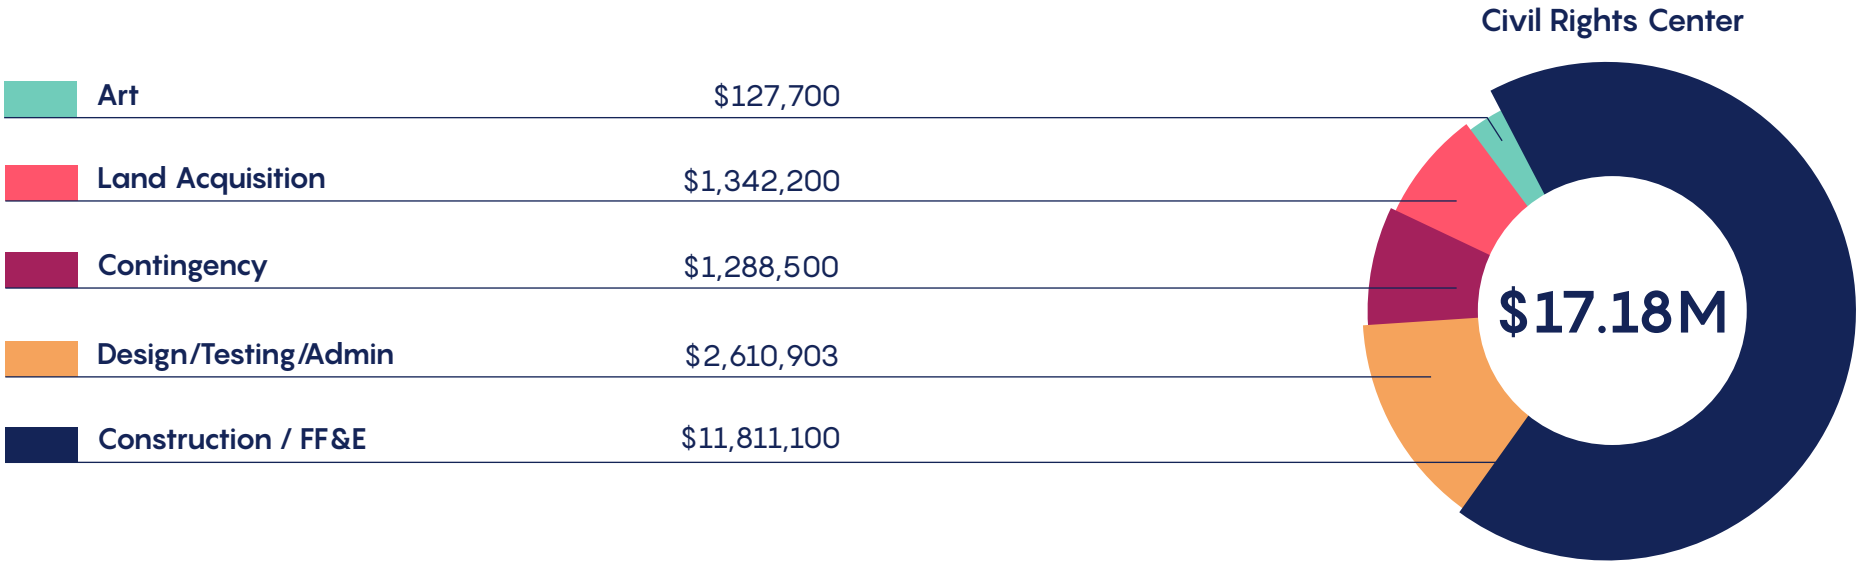 Civil Rights Center
Art $127,700
Land Acquisition $1,342,200
Contingency $1,288,500
$17.18M
Design/Testing/Admin $2,610,903
Construction / FF&E $11,811,100